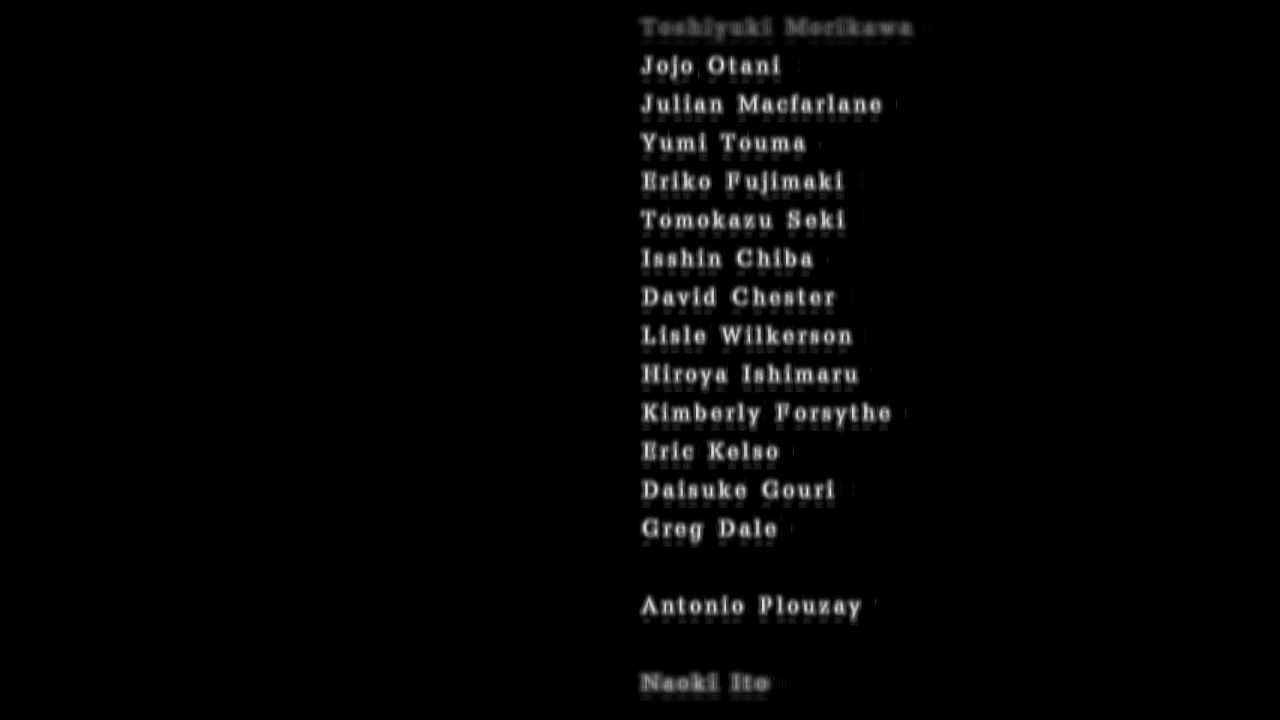 Toshiyuki Morikawa
Jojo Otani
Julian Macfarlane
Yumi Touma
Eriko Fujimaki
Tomokazu Seki
Isshin Chiba
David Chester
Lisle Wilkerson
Hiroya Ishimaru
Kimberly Forsythe
Eric Kelso
Daisuke Gouri
Greg Dale
Antonio Plouzay
Naoki Ito